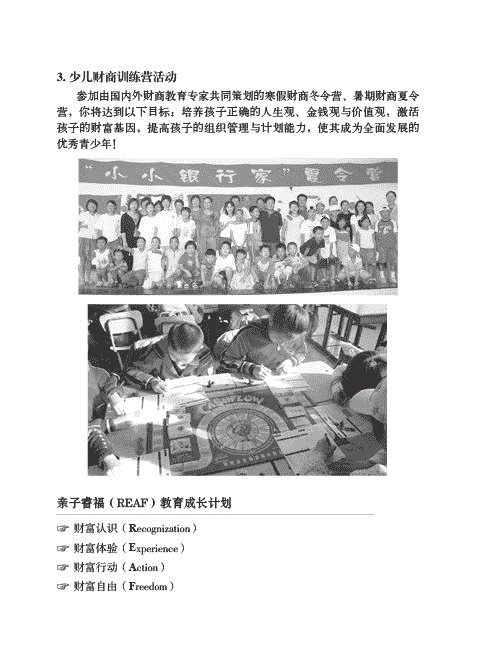 3. 少儿财商训练营活动
参加由国内外财商教育专家共同策划的寒假财商冬令营、暑期财商夏令
营，你将达到以下目标：培养孩子正确的人生观、金钱观与价值观，激活
孩子的财富基因，提高孩子的组织管理与计划能力，使其成为全面发展的
优秀青少年！
“小小银行家”夏令营
CASHFLOW
亲子睿福（REAF）教育成长计划
☞ 财富认识（Recognization）
☞ 财富体验（Experience）
☞ 财富行动（Action）
☞ 财富自由（Freedom）